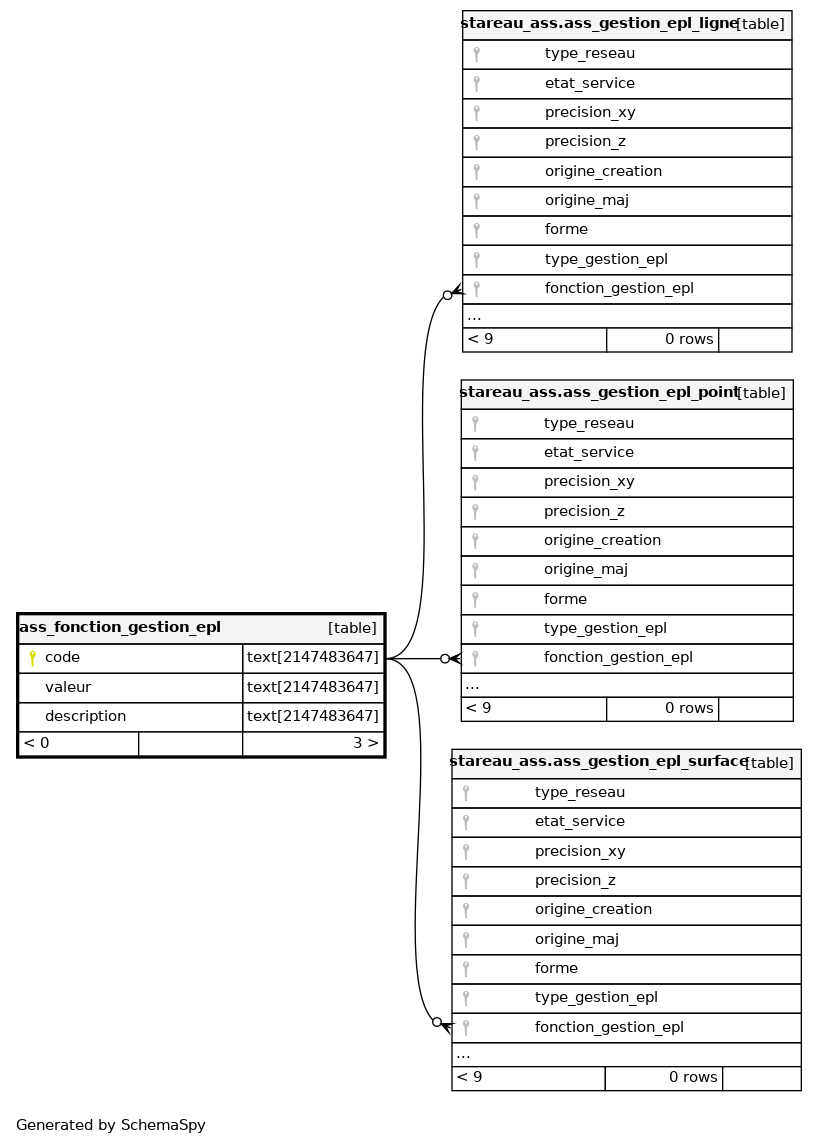 stareau_ass.ass_gestion_epl_ligne [table]
type_reseau
etat_service
precision_xy
precision_z
origine_creation
origine_maj
forme
type_gestion_epl
fonction_gestion_epl
...
< 9 0 rows
stareau_ass.ass_gestion_epl_point [table]
type_reseau
etat_service
precision_xy
precision_z
origine_creation
origine_maj
forme
type_gestion_epl
fonction_gestion_epl
...
< 9 0 rows
ass_fonction_gestion_epl [table]
code text[2147483647]
valeur text[2147483647]
description text[2147483647]
< 0 3 >
stareau_ass.ass_gestion_epl_surface [table]
type_reseau
etat_service
precision_xy
precision_z
origine_creation
origine_maj
forme
type_gestion_epl
fonction_gestion_epl
...
< 9 0 rows
Generated by SchemaSpy